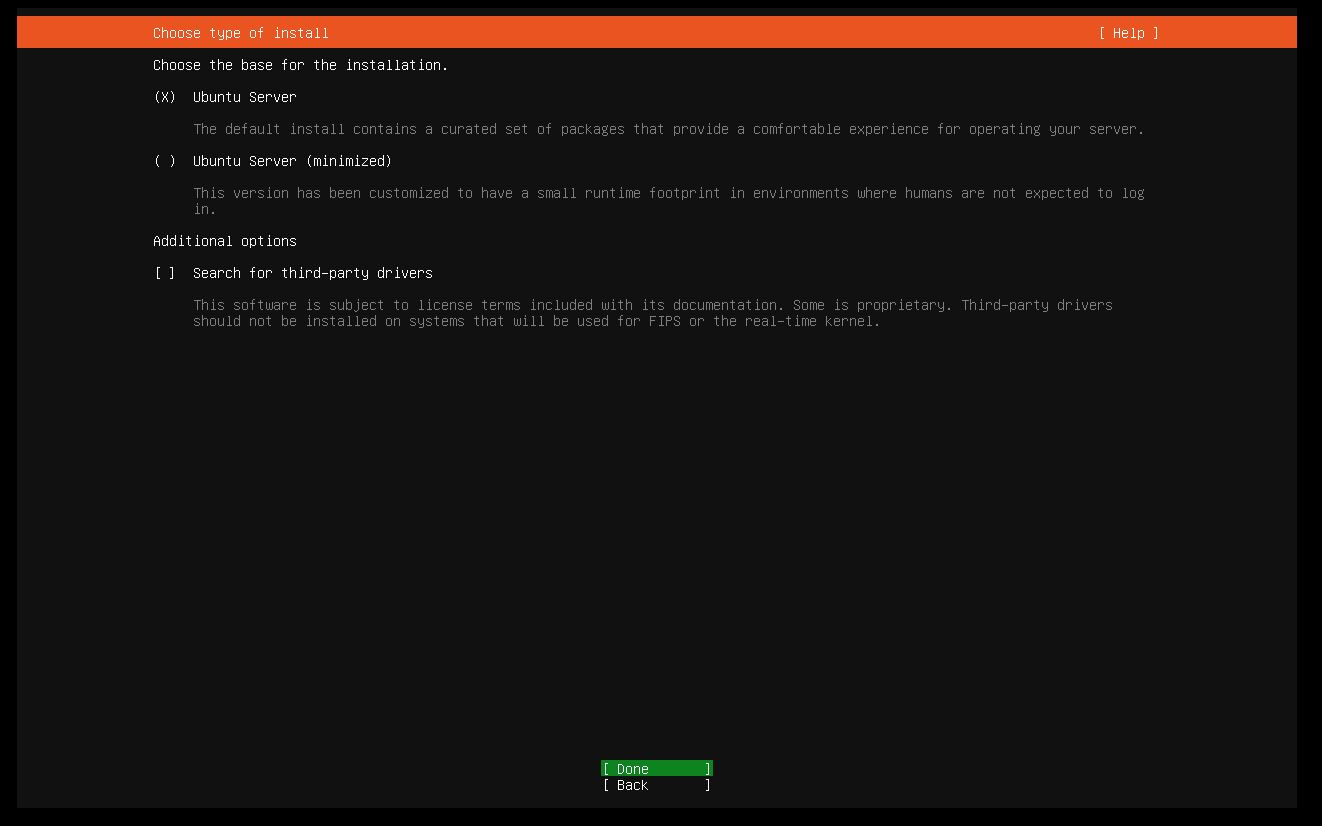 Choose type of install [ Help ]
Choose the base for the installation.
(X) Ubuntu Server
The default install contains a curated set of packages that provide a comfortable experience for operating your server.
( ) Ubuntu Server (minimized)
This version has been customized to have a small runtime footprint in environments where humans are not expected to log
in.
Additional options
[ ] Search for third-party drivers
This software is subject to license terms included with its documentation. Some is proprietary. Third-party drivers
should not be installed on systems that will be used for FIPS or the real-time kernel.
[ Done ]
[ Back ]